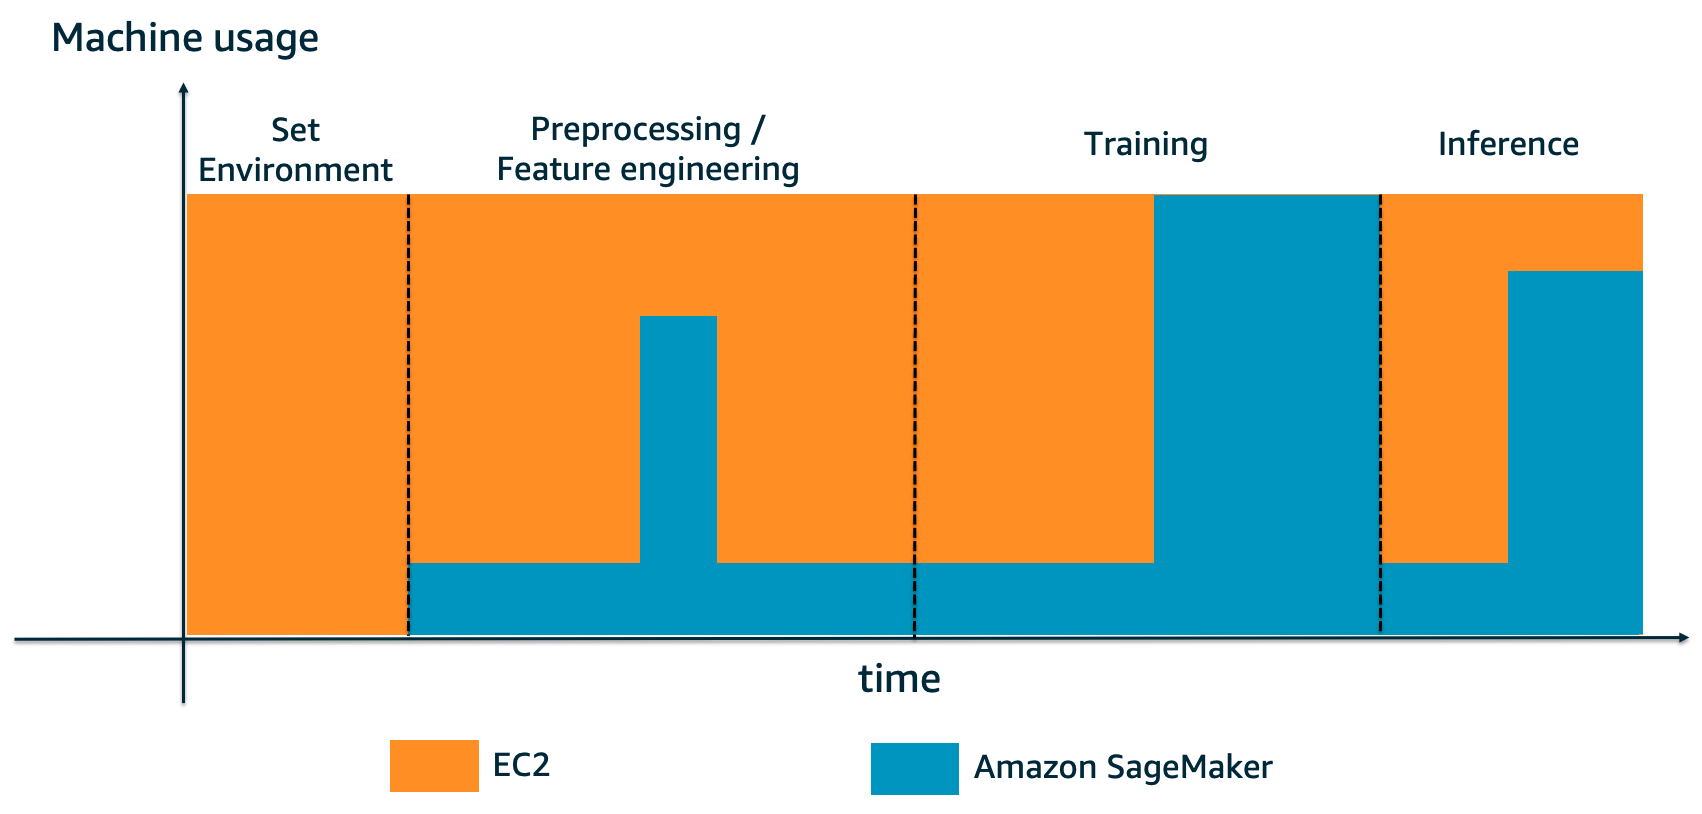 Machine usage
Set
Environment
Preprocessing /
Feature engineering
Training
Inference
time
EC2
Amazon SageMaker